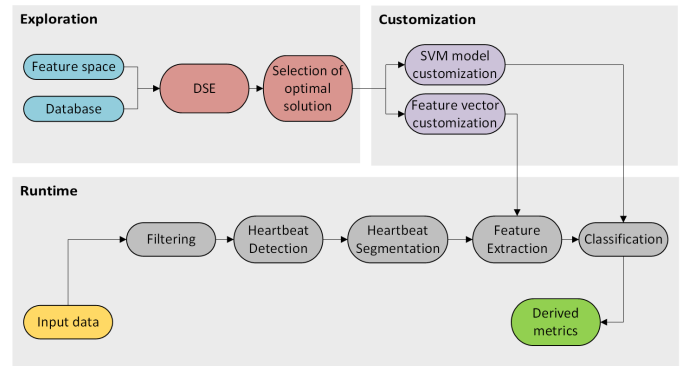 Exploration
Feature space
Database
DSE
Selection of
optimal
solution
Customization
SVM model
customization
Feature vector
customization
Runtime
Input data
Filtering
Heartbeat
Detection
Heartbeat
Segmentation
Feature
Extraction
Classification
Derived
metrics